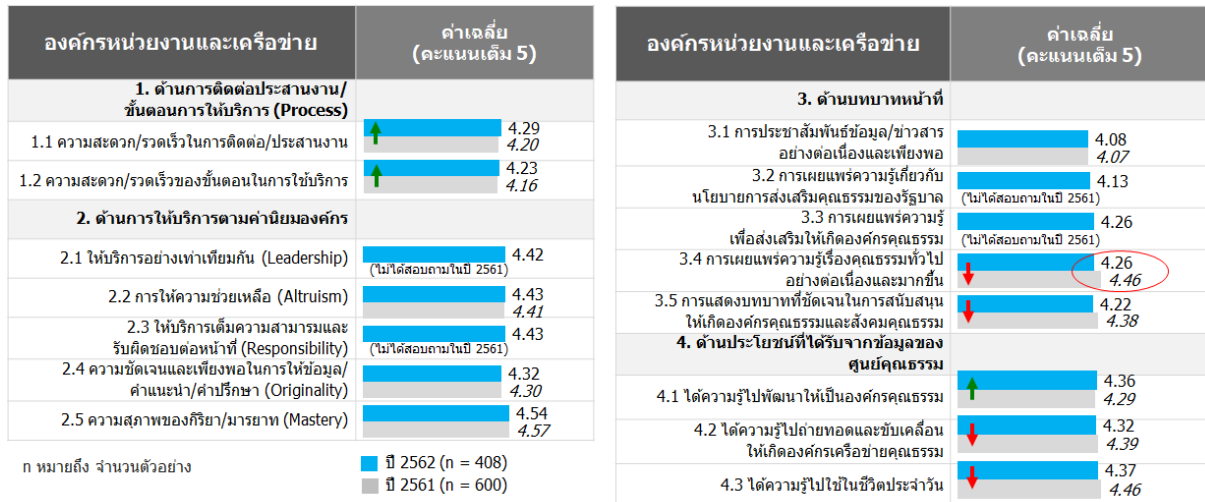 องค์กรหน่วยงานและเครือข่าย
ค่าเฉลี่ย
(คะแนนเต็ม 5)
1. ด้านการติดต่อประสานงาน/
ขั้นตอนการให้บริการ (Process)
1.1 ความสะดวก/รวดเร็วในการติดต่อ/ประสานงาน
4.29
4.20
1.2 ความสะดวก/รวดเร็วของขั้นตอนในการใช้บริการ
4.23
4.16
2. ด้านการให้บริการตามค่านิยมองค์กร
2.1 ให้บริการอย่างเท่าเทียมกัน (Leadership)
4.42
(ไม่ได้สอบถามในปี 2561)
2.2 การให้ความช่วยเหลือ (Altruism)
4.43
4.41
2.3 ให้บริการเต็มความสามารมและ
รับผิดชอบต่อหน้าที่ (Responsibility)
4.43
(ไม่ได้สอบถามในปี 2561)
2.4 ความชัดเจนและเพียงพอในการให้ข้อมูล/
คำแนะนำ/คำปรึกษา (Originality)
4.32
4.30
2.5 ความสุภาพของกิริยา/มารยาท (Mastery)
4.54
4.57
n หมายถึง จำนวนตัวอย่าง
ปี 2562 (n = 408)
ปี 2561 (n = 600)
องค์กรหน่วยงานและเครือข่าย
ค่าเฉลี่ย
(คะแนนเต็ม 5)
3. ด้านบทบาทหน้าที่
3.1 การประชาสัมพันธ์ข้อมูล/ข่าวสาร
อย่างต่อเนื่องและเพียงพอ
4.08
4.07
3.2 การเผยแพร่ความรู้เกี่ยวกับ
นโยบายการส่งเสริมคุณธรรมของรัฐบาล
4.13
(ไม่ได้สอบถามในปี 2561)
3.3 การเผยแพร่ความรู้
เพื่อส่งเสริมให้เกิดองค์กรคุณธรรม
4.26
(ไม่ได้สอบถามในปี 2561)
3.4 การเผยแพร่ความรู้เรื่องคุณธรรมทั่วไป
อย่างต่อเนื่องและมากขึ้น
4.26
4.46
3.5 การแสดงบทบาทที่ชัดเจนในการสนับสนุน
ให้เกิดองค์กรคุณธรรมและสังคมคุณธรรม
4.22
4.38
4. ด้านประโยชน์ที่ได้รับจากข้อมูลของ
ศูนย์คุณธรรม
4.1 ได้ความรู้ไปพัฒนาให้เป็นองค์กรคุณธรรม
4.36
4.29
4.2 ได้ความรู้ไปถ่ายทอดและขับเคลื่อน
ให้เกิดองค์กรเครือข่ายคุณธรรม
4.32
4.39
4.3 ได้ความรู้ไปใช้ในชีวิตประจำวัน
4.37
4.46